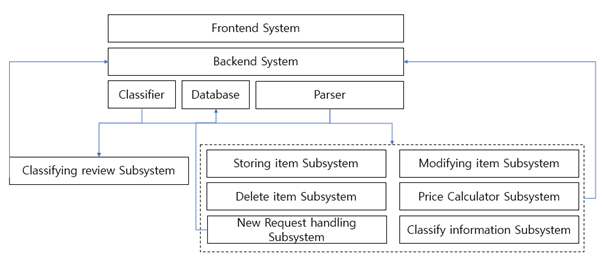 Frontend System
Backend System
Classifier
Database
Parser
Classifying review Subsystem
Storing item Subsystem
Modifying item Subsystem
Delete item Subsystem
Price Calculator Subsystem
New Request handling
Subsystem
Classify information Subsystem